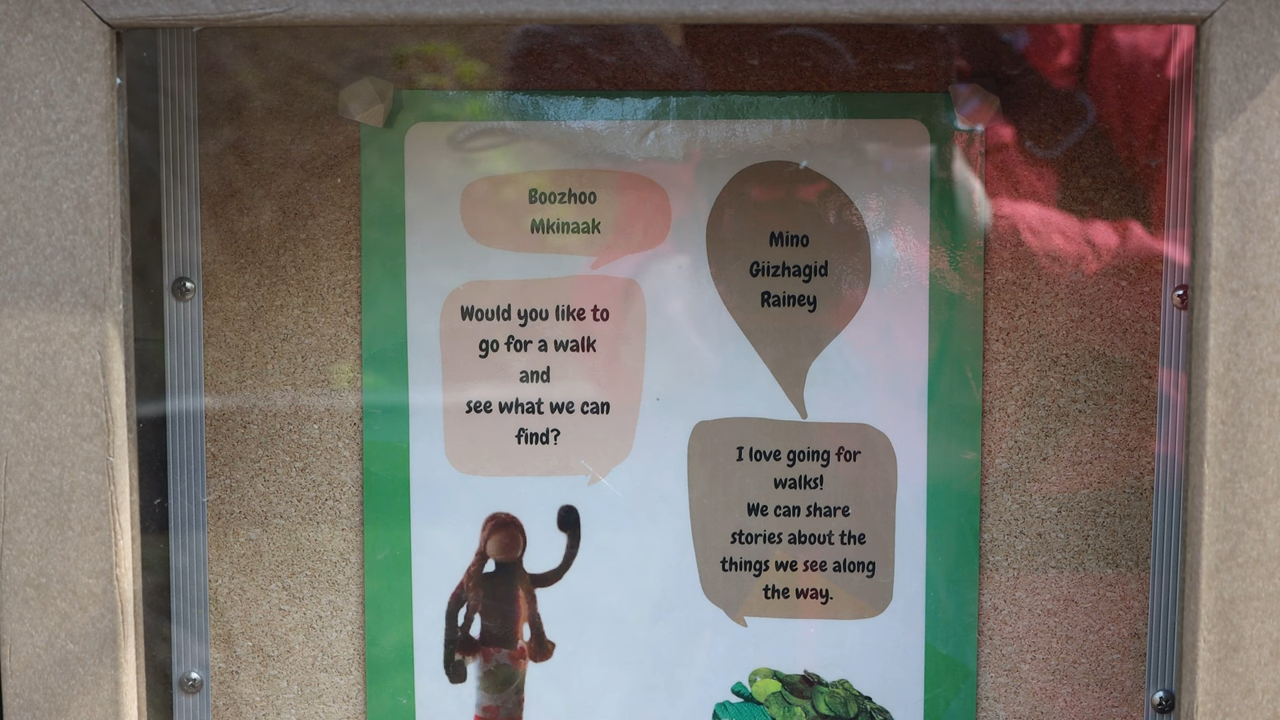 Boozhoo
Mkinaak
Mino
Giizhagid
Rainey
Would you like to
go for a walk
and
see what we can
find?
I love going for
walks!
We can share
stories about the
things we see along
the way.